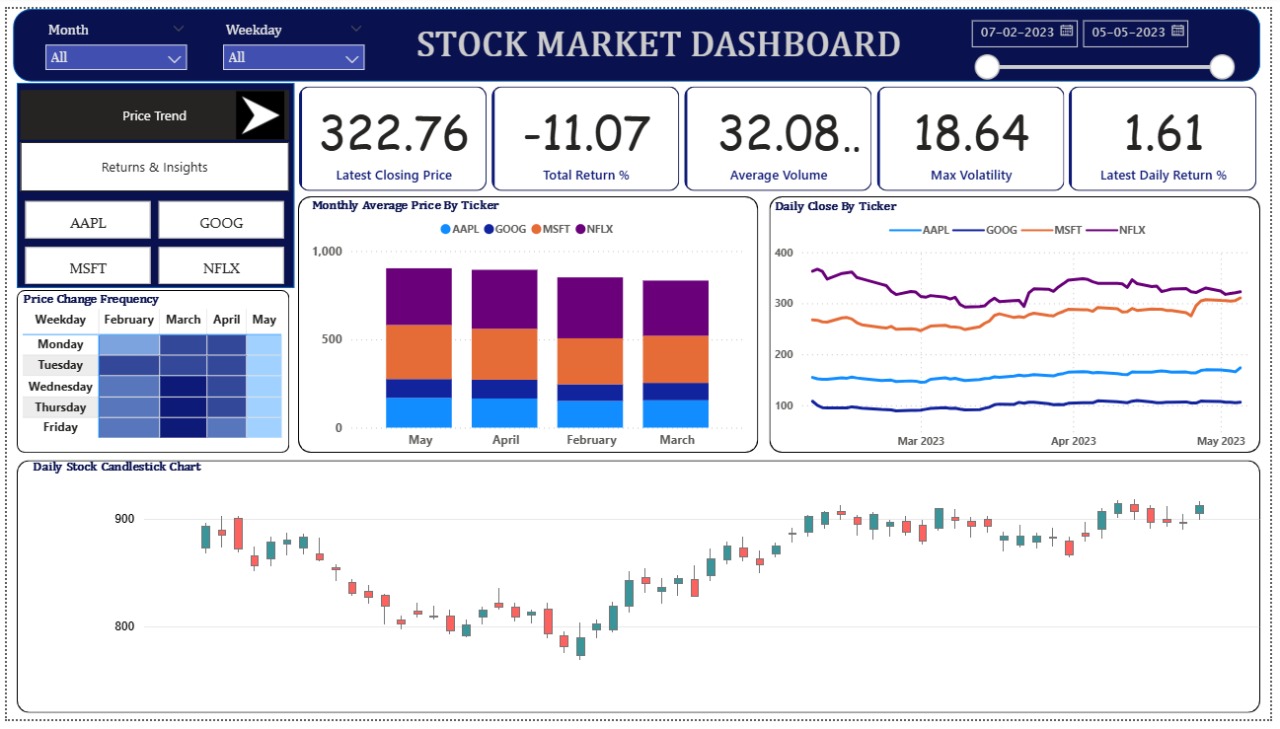 Month
Weekday
All
All
STOCK MARKET DASHBOARD
07-02-2023
05-05-2023
Price Trend
Returns & Insights
AAPL
GOOG
MSFT
NFLX
322.76
Latest Closing Price
-11.07
Total Return %
32.08..
Average Volume
18.64
Max Volatility
1.61
Latest Daily Return %
Price Change Frequency
Weekday February March April May
Monday
Tuesday
Wednesday
Thursday
Friday
Monthly Average Price By Ticker
AAPL GOOG MSFT NFLX
1,000
500
0
May April February March
Daily Close By Ticker
AAPL GOOG MSFT NFLX
400
300
200
100
Mar 2023 Apr 2023 May 2023
Daily Stock Candlestick Chart
900
800